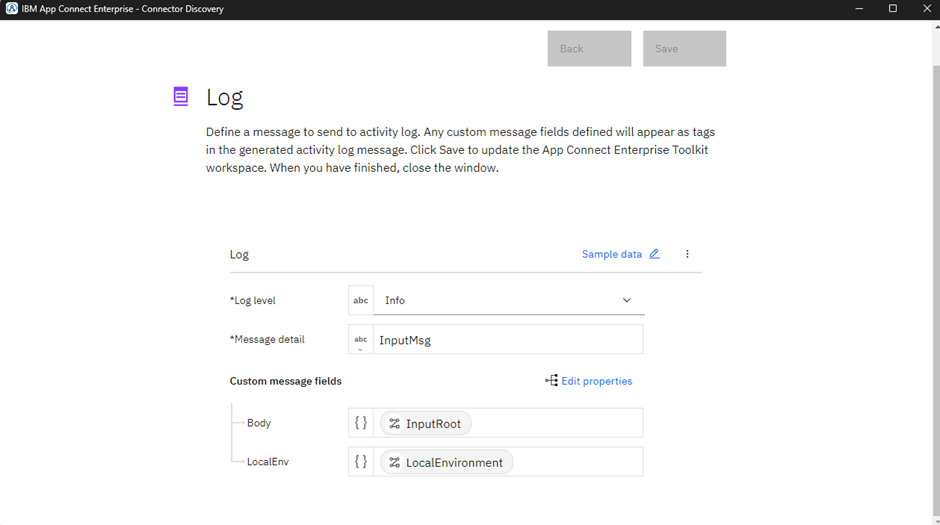 IBM App Connect Enterprise - Connector Discovery
Back
Save
Log
Define a message to send to activity log. Any custom message fields defined will appear as tags
in the generated activity log message. Click Save to update the App Connect Enterprise Toolkit
workspace. When you have finished, close the window.
Log
Sample data
*Log level
abc
Info
*Message detail
abc
InputMsg
Custom message fields
Edit properties
Body
{ }
InputRoot
LocalEnv
{ }
LocalEnvironment